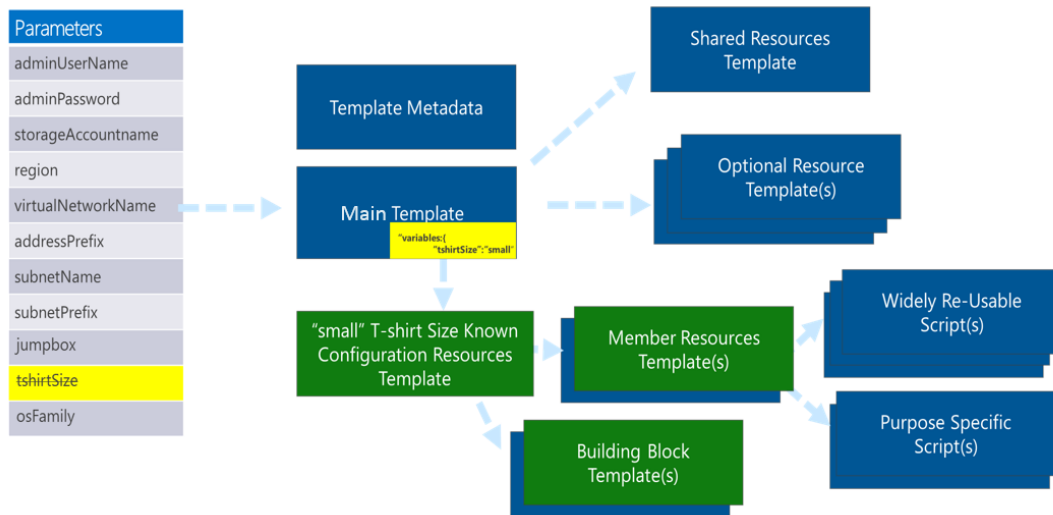 Parameters
adminUserName
adminPassword
storageAccountname
region
virtualNetworkName
addressPrefix
subnetName
subnetPrefix
jumpbox
tshirtSize
osFamily
Template Metadata
Main Template
"variables:{
"tshirtSize":"small"
Shared Resources
Template
Optional Resource
Template(s)
"small" T-shirt Size Known
Configuration Resources
Template
Member Resources
Template(s)
Widely Re-Usable
Script(s)
Purpose Specific
Script(s)
Building Block
Template(s)